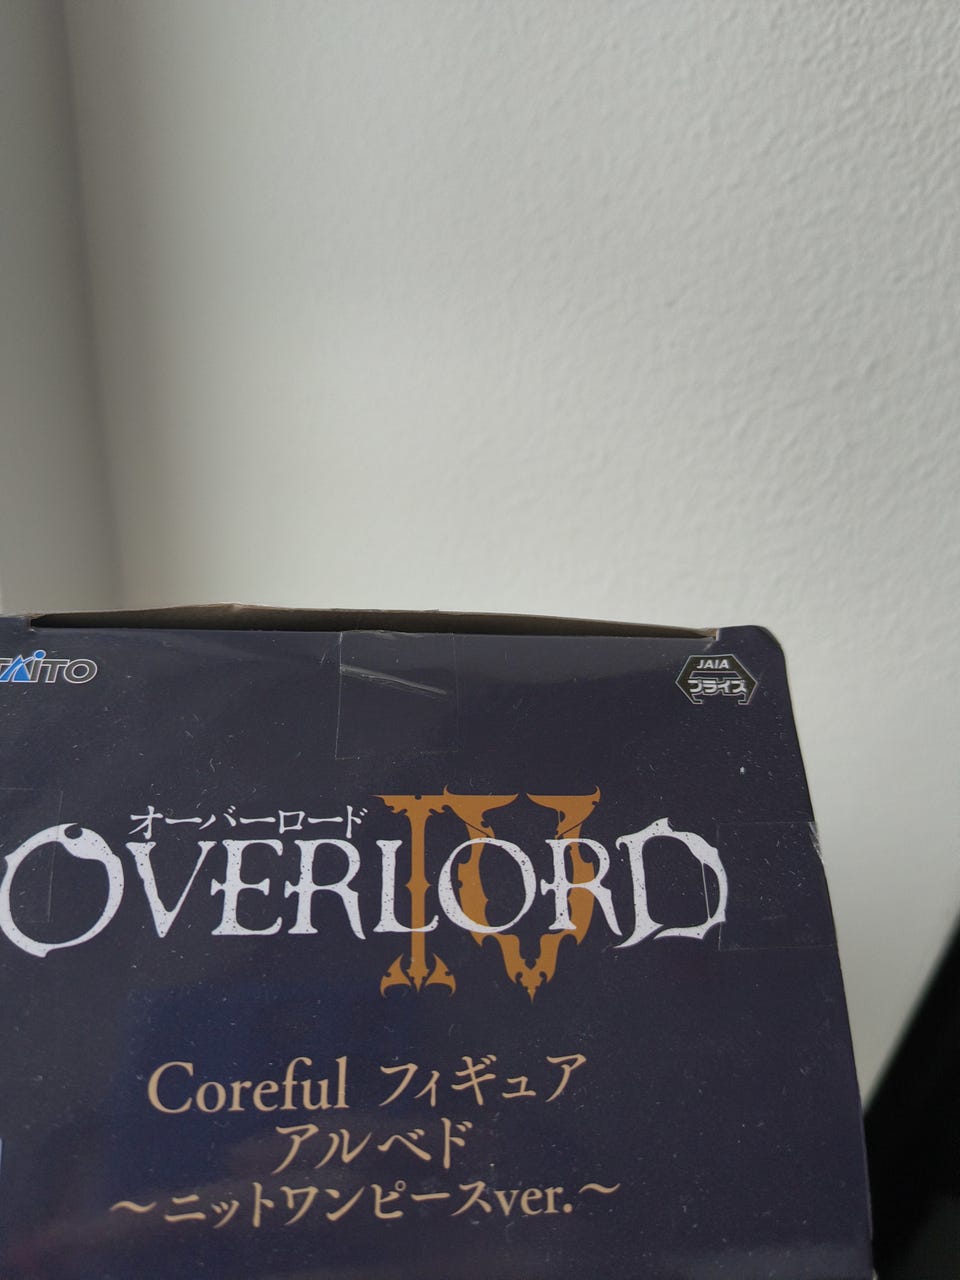 TAITO
JAIA
プライズ
オーバーロード
OVERLORD IV
Coreful フィギュア
アルベド
～ニットワンピースver.～